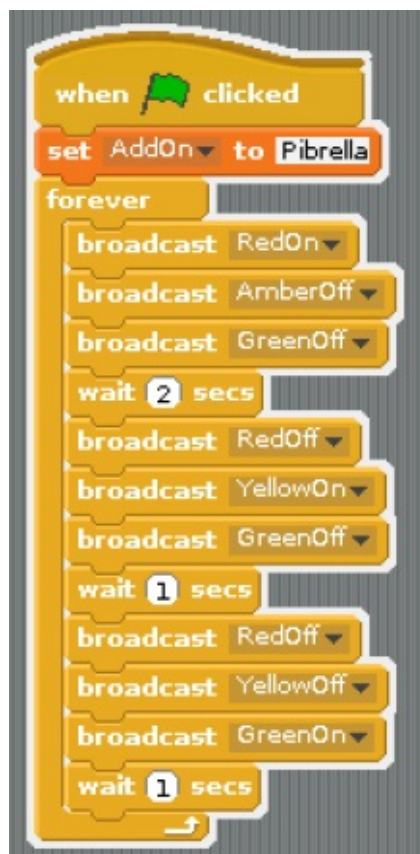 when clicked
set AddOn to Pibrella
forever
broadcast RedOn
broadcast AmberOff
broadcast GreenOff
wait 2 secs
broadcast RedOff
broadcast YellowOn
broadcast GreenOff
wait 1 secs
broadcast RedOff
broadcast YellowOff
broadcast GreenOn
wait 1 secs